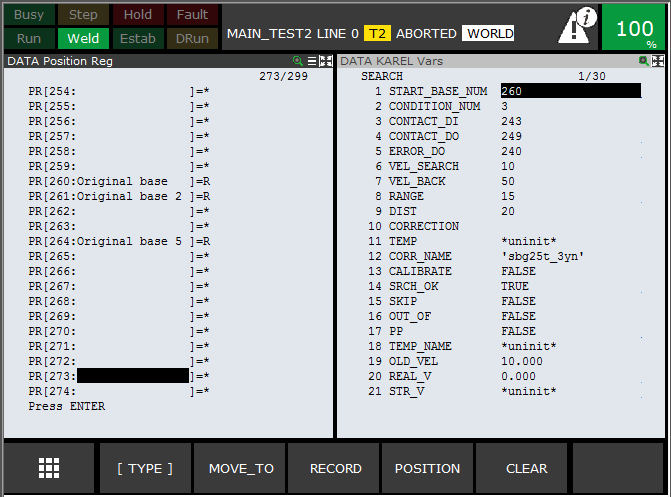 Busy Step Hold Fault
Run Weld Estab DRun
MAIN_TEST2 LINE 0 T2 ABORTED WORLD
i
100
%
DATA Position Reg
273/299
PR[254: ]=*
PR[255: ]=*
PR[256: ]=*
PR[257: ]=*
PR[258: ]=*
PR[259: ]=*
PR[260:Original base ]=R
PR[261:Original base 2 ]=R
PR[262: ]=*
PR[263: ]=*
PR[264:Original base 5 ]=R
PR[265: ]=*
PR[266: ]=*
PR[267: ]=*
PR[268: ]=*
PR[269: ]=*
PR[270: ]=*
PR[271: ]=*
PR[272: ]=*
PR[273: ]=*
PR[274: ]=*
Press ENTER
DATA KAREL Vars
SEARCH 1/30
1 START_BASE_NUM 260
2 CONDITION_NUM 3
3 CONTACT_DI 243
4 CONTACT_DO 249
5 ERROR_DO 240
6 VEL_SEARCH 10
7 VEL_BACK 50
8 RANGE 15
9 DIST 20
10 CORRECTION
11 TEMP *uninit*
12 CORR_NAME 'sbg25t_3yn'
13 CALIBRATE FALSE
14 SRCH_OK TRUE
15 SKIP FALSE
16 OUT_OF FALSE
17 PP FALSE
18 TEMP_NAME *uninit*
19 OLD_VEL 10.000
20 REAL_V 0.000
21 STR_V *uninit*
[ TYPE ] MOVE_TO RECORD POSITION CLEAR